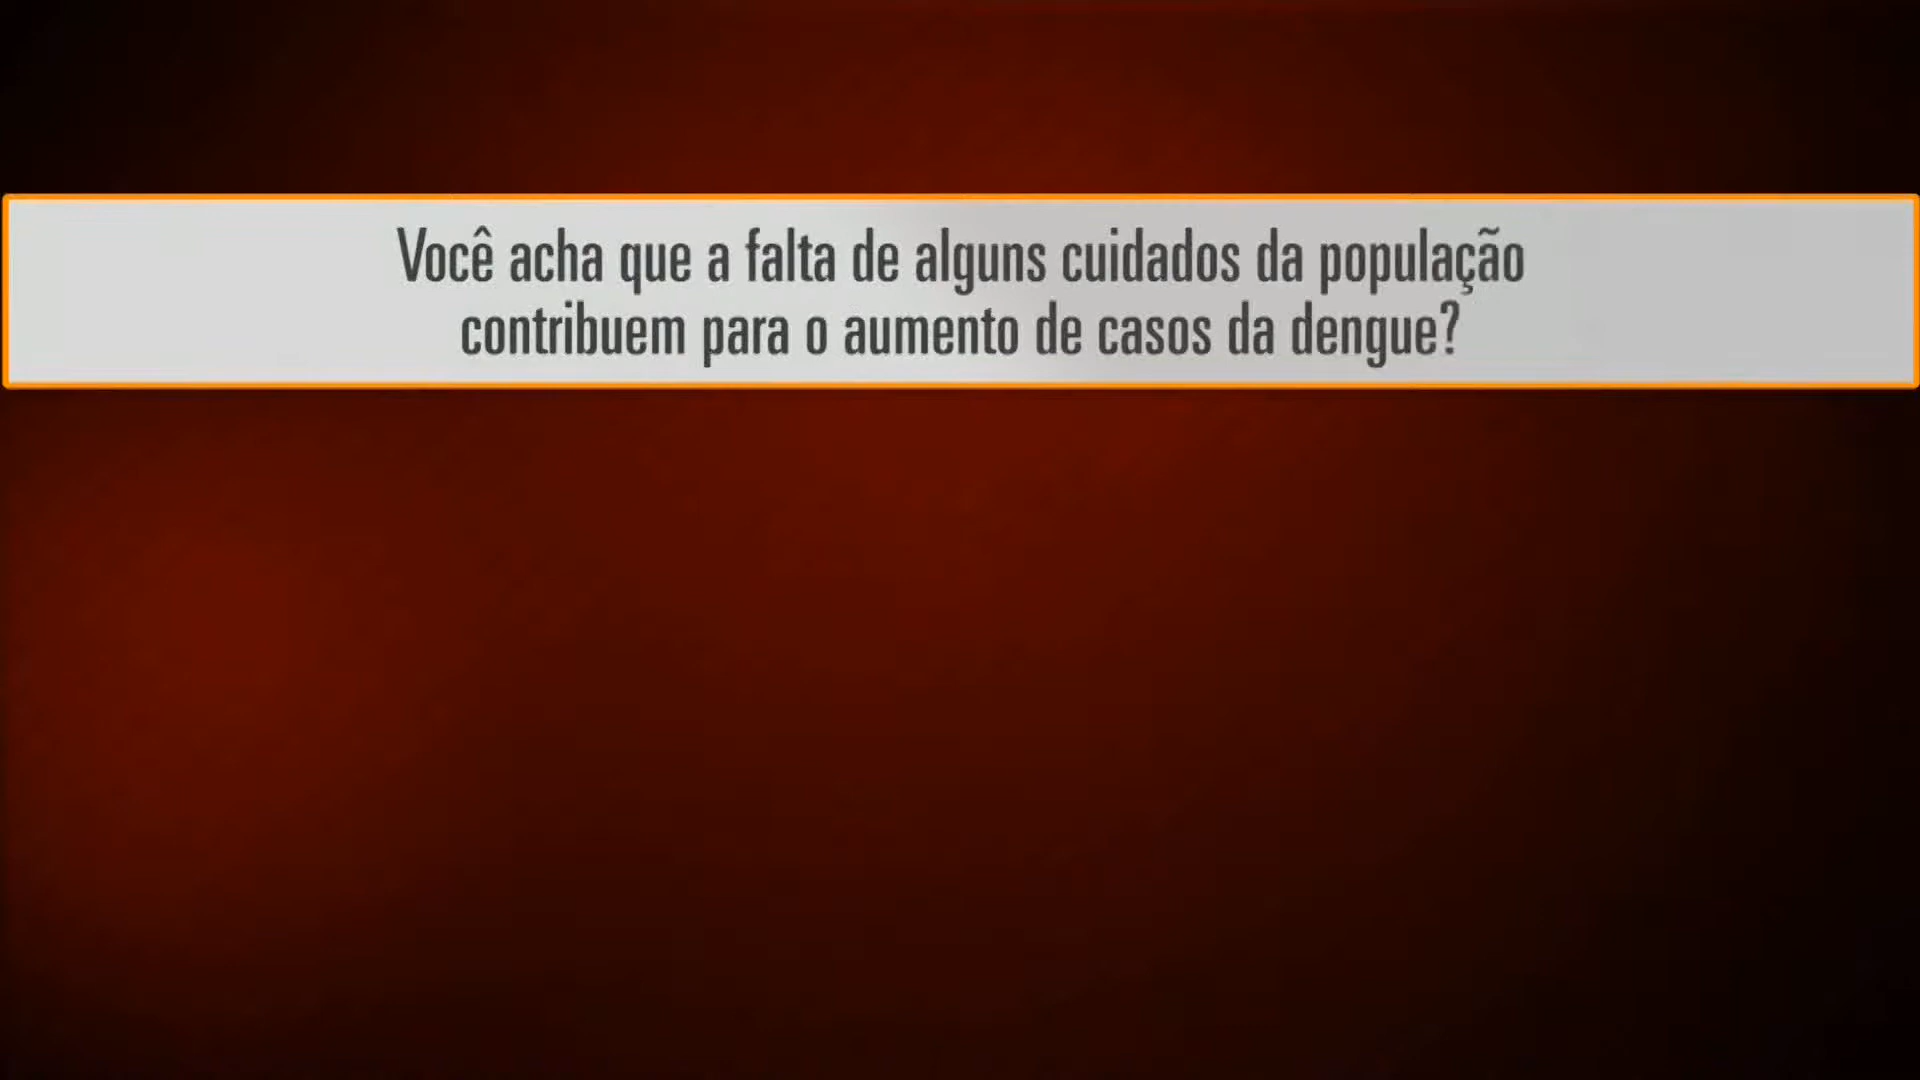 Você acha que a falta de alguns cuidados da população
contribuem para o aumento de casos da dengue?